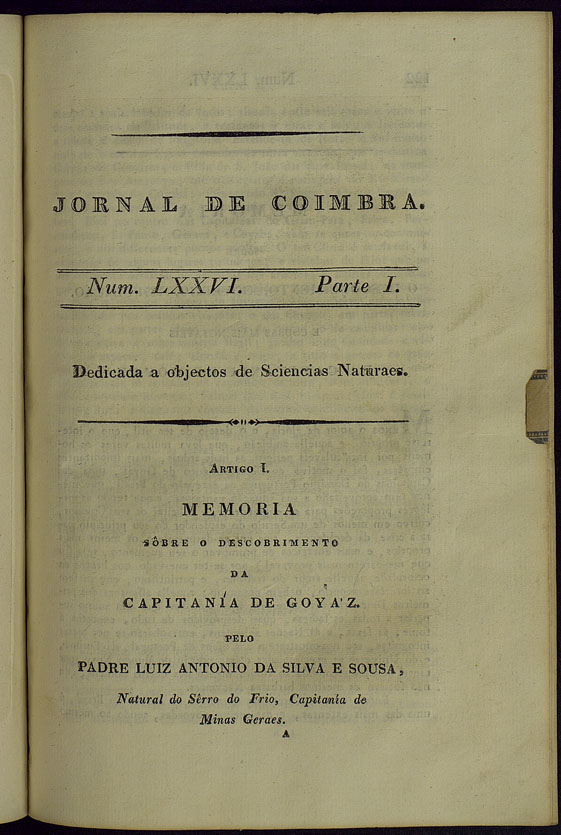 JORNAL DE COIMBRA.
Num. LXXVI. Parte I.
Dedicada a objectos de Sciencias Naturaes.
ARTIGO I.
MEMORIA
SÔBRE O DESCOBRIMENTO
DA
CAPITANÍA DE GOYA'Z.
PELO
PADRE LUIZ ANTONIO DA SILVA E SOUSA,
Natural do Sêrro do Frio, Capitanía de
Minas Geraes.
A